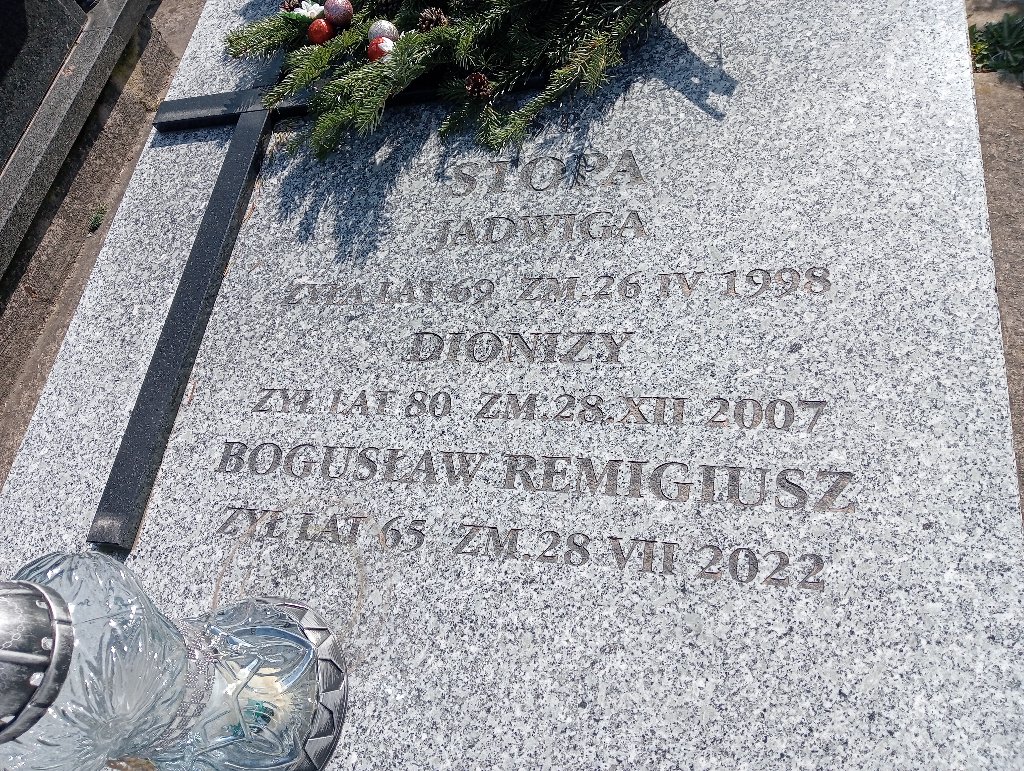 STOPA
JADWIGA
ŻYŁA LAT 69 ZM.26 IV 1998
DIONIZY
ŻYŁ LAT 80 ZM.28.XII 2007
BOGUSŁAW REMIGIUSZ
ŻYŁ LAT 65 ZM.28 VII 2022